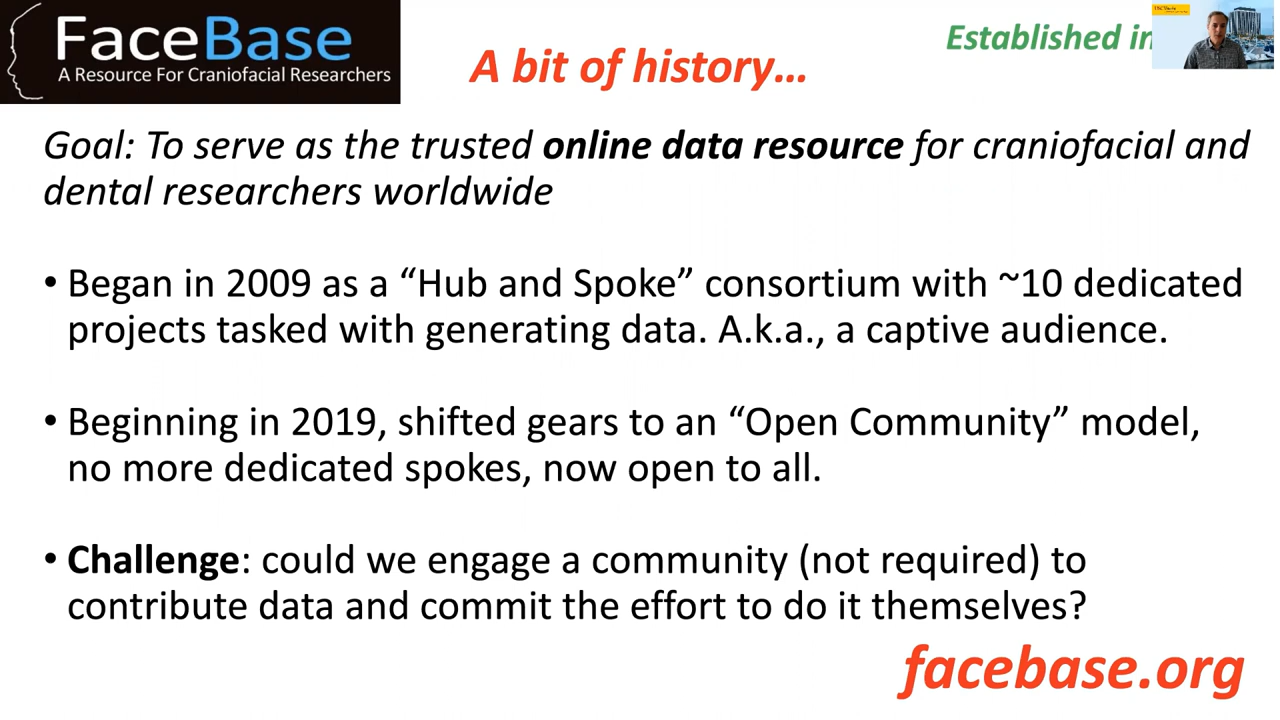 FaceBase
A Resource For Craniofacial Researchers
A bit of history...
Established in
Goal: To serve as the trusted online data resource for craniofacial and
dental researchers worldwide
• Began in 2009 as a “Hub and Spoke” consortium with ~10 dedicated
projects tasked with generating data. A.k.a., a captive audience.
• Beginning in 2019, shifted gears to an “Open Community” model,
no more dedicated spokes, now open to all.
• Challenge: could we engage a community (not required) to
contribute data and commit the effort to do it themselves?
facebase.org